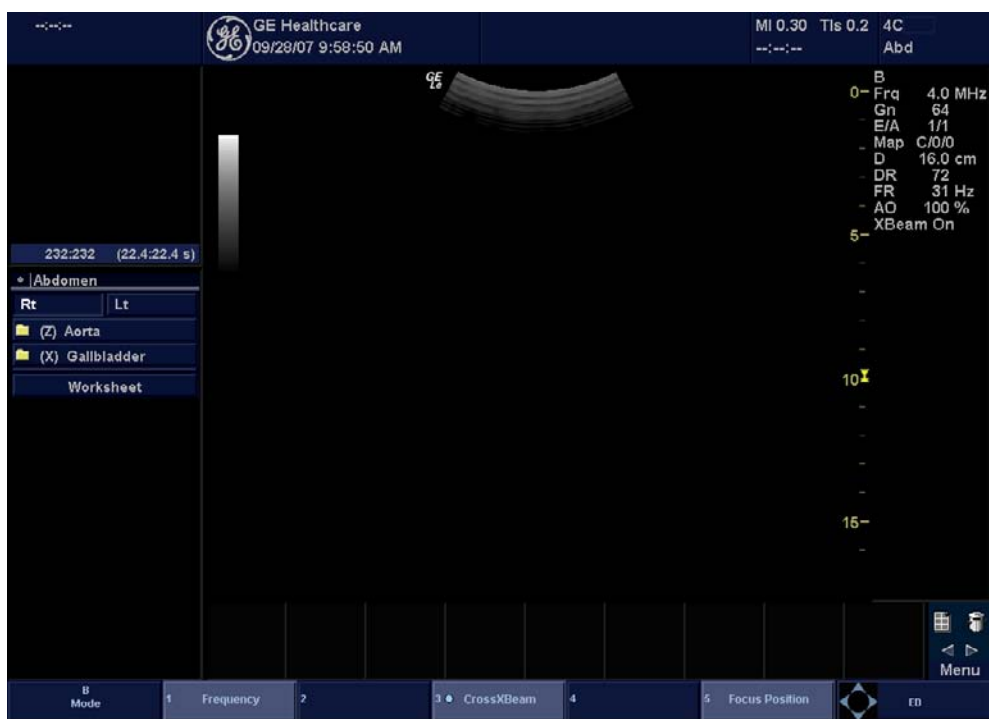 --:--:--
GE Healthcare
09/28/07 9:58:50 AM
MI 0.30 TIs 0.2
--:--:--
4C
Abd
GE
B
Frq 4.0 MHz
Gn 64
E/A 1/1
Map C/0/0
D 16.0 cm
DR 72
FR 31 Hz
AO 100 %
XBeam On
0
5
10
15
232:232 (22.4:22.4 s)
Abdomen
Rt Lt
(Z) Aorta
(X) Gallbladder
Worksheet
Menu
B
Mode
1 Frequency
2
3 CrossXBeam
4
5 Focus Position
ED